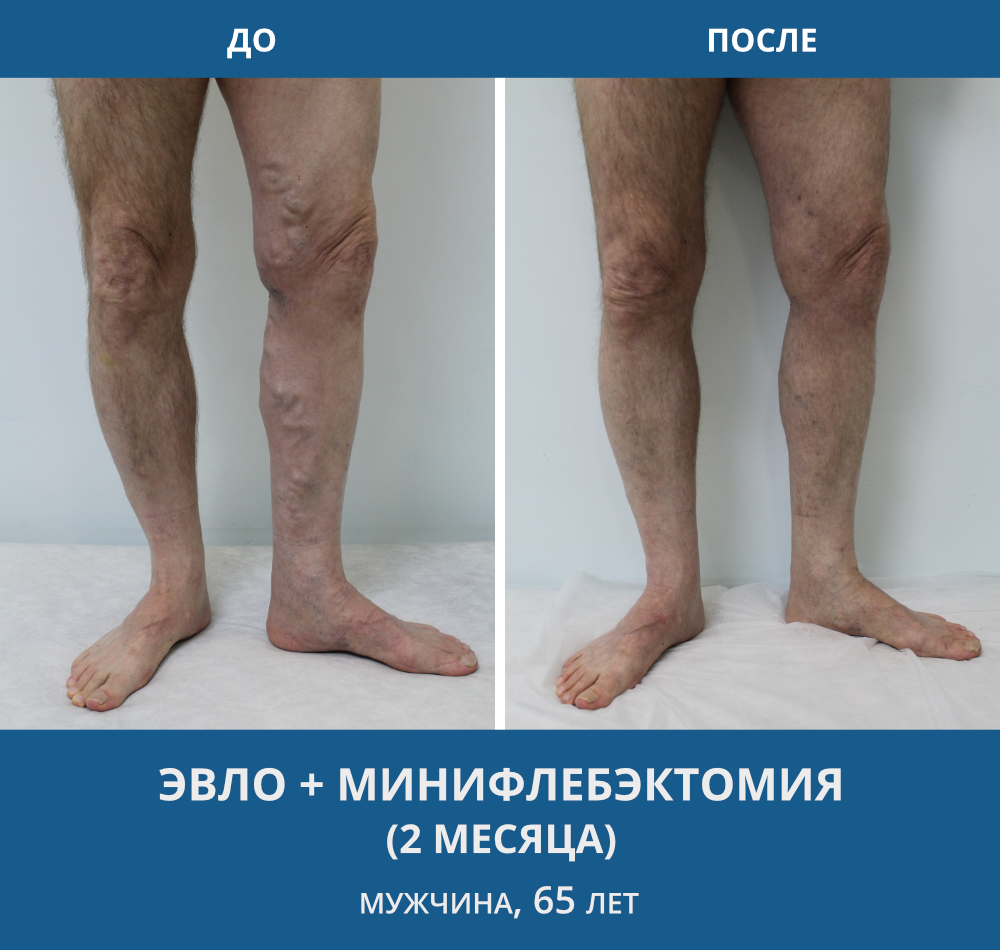 ДО
ПОСЛЕ
ЭВЛО + МИНИФЛЕБЭКТОМИЯ
(2 МЕСЯЦА)
МУЖЧИНА, 65 ЛЕТ